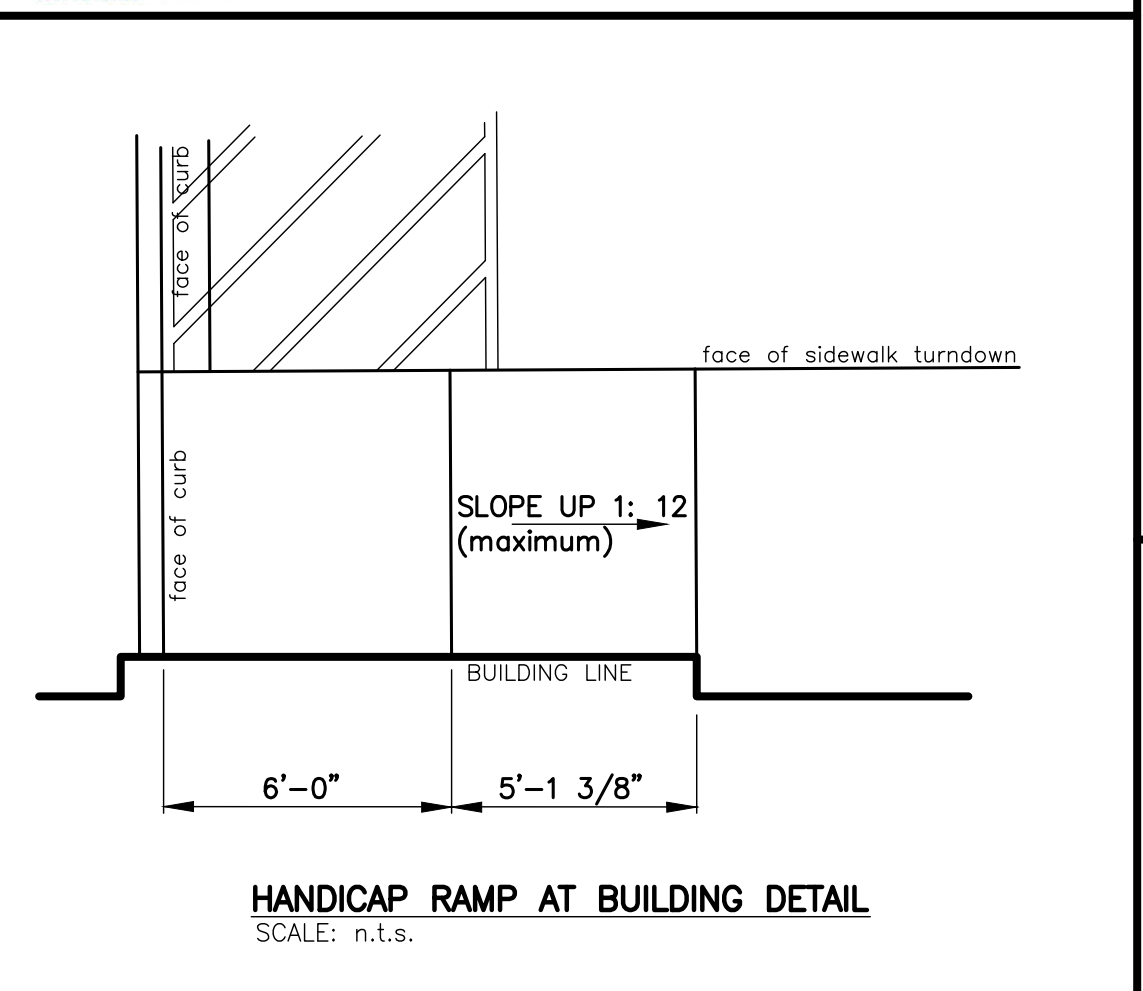 face of curb
face of sidewalk turndown
face of curb
SLOPE UP 1: 12
(maximum)
BUILDING LINE
6'-0"
5'-1 3/8"
HANDICAP RAMP AT BUILDING DETAIL
SCALE: n.t.s.